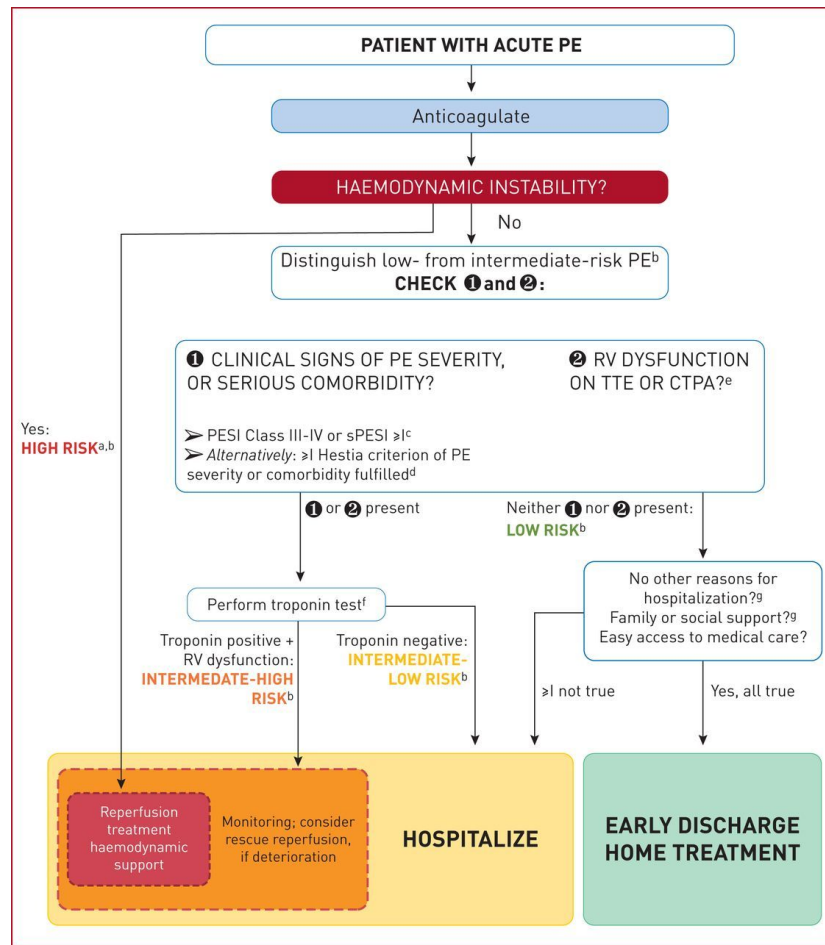 PATIENT WITH ACUTE PE
Anticoagulate
HAEMODYNAMIC INSTABILITY?
No
Distinguish low- from intermediate-risk PEᵇ
CHECK ❶ and ❷:
❶ CLINICAL SIGNS OF PE SEVERITY,
OR SERIOUS COMORBIDITY?
➢ PESI Class III-IV or sPESI ≥Iᶜ
➢ Alternatively: ≥I Hestia criterion of PE
severity or comorbidity fulfilledᵈ
❷ RV DYSFUNCTION
ON TTE OR CTPA?ᵉ
Yes:
HIGH RISKᵃ,ᵇ
❶ or ❷ present
Neither ❶ nor ❷ present:
LOW RISKᵇ
Perform troponin testᶠ
No other reasons for
hospitalization?ᵍ
Family or social support?ᵍ
Easy access to medical care?
Troponin positive +
RV dysfunction:
INTERMEDATE-HIGH
RISKᵇ
Troponin negative:
INTERMEDIATE-
LOW RISKᵇ
≥I not true
Yes, all true
Reperfusion
treatment
haemodynamic
support
Monitoring; consider
rescue reperfusion,
if deterioration
HOSPITALIZE
EARLY DISCHARGE
HOME TREATMENT